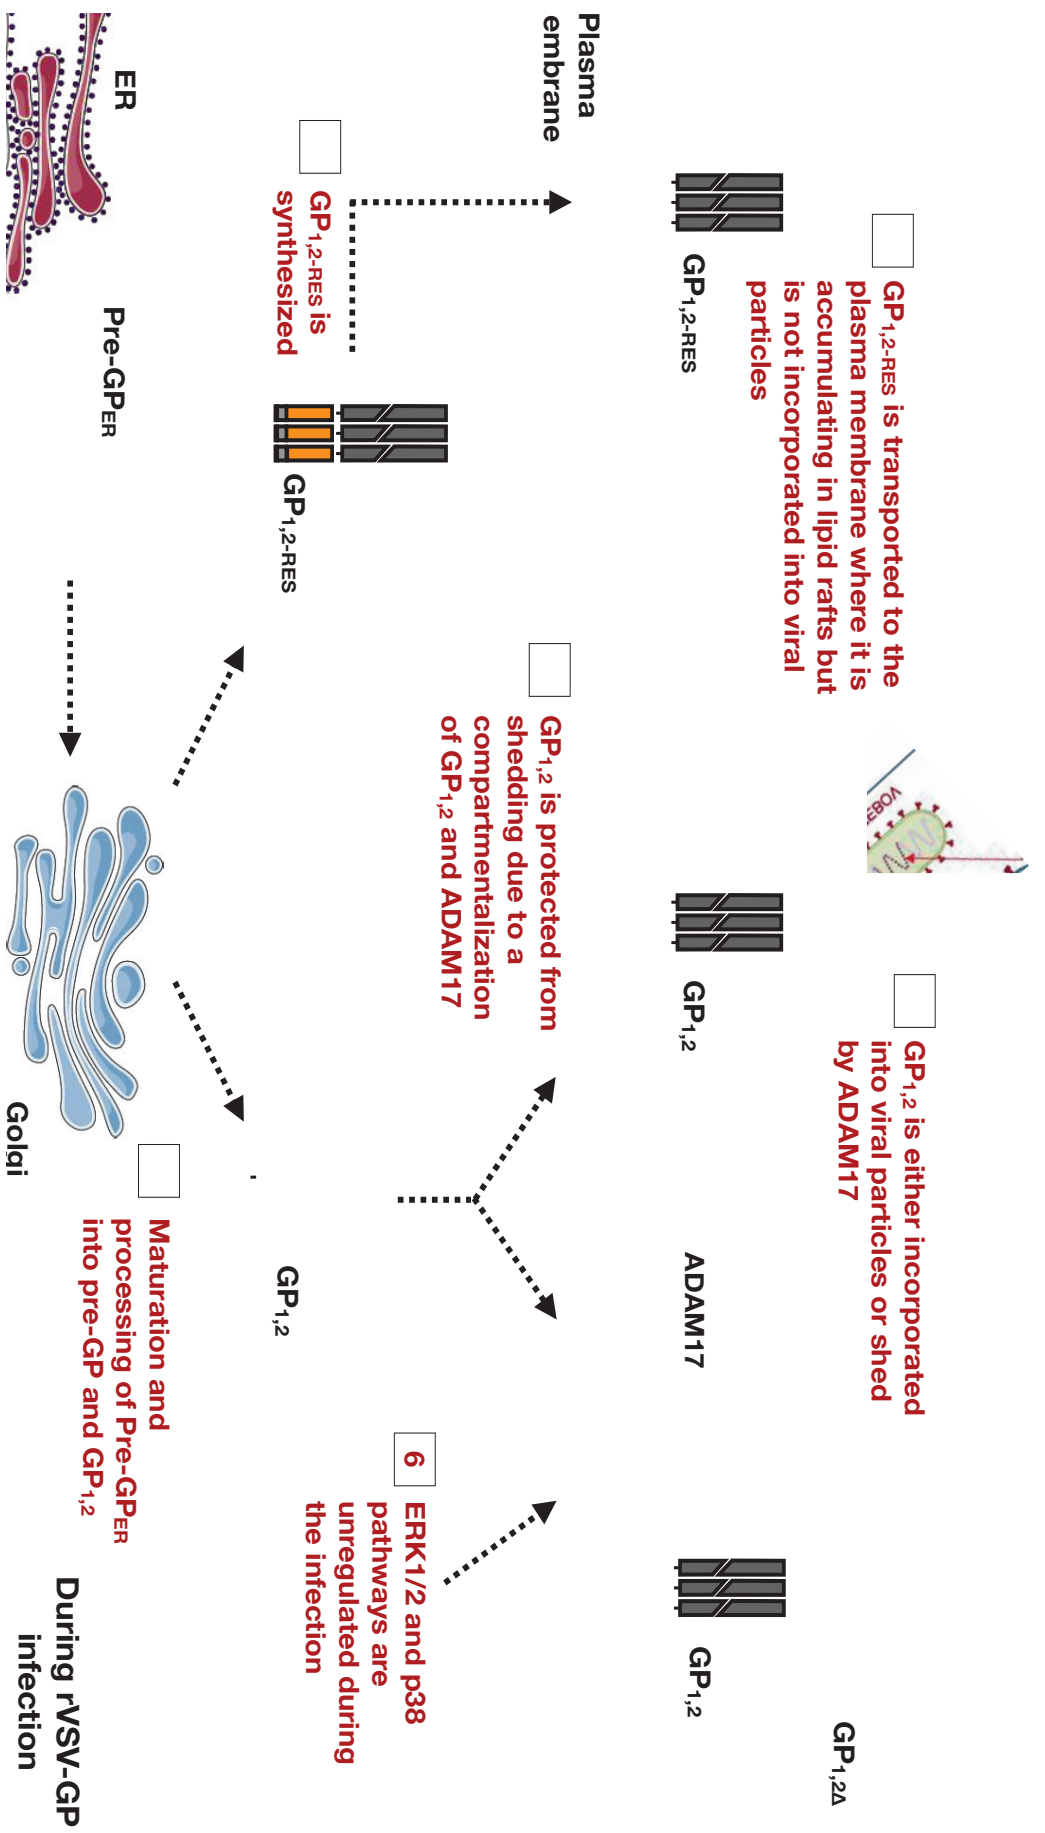 GP1,2Δ
GP1,2-RES is transported to the
plasma membrane where it is
accumulating in lipid rafts but
is not incorporated into viral
particles
EBOV
GP1,2 is either incorporated
into viral particles or shed
by ADAM17
GP1,2-RES
GP1,2
ADAM17
GP1,2
Plasma
embrane
GP1,2 is protected from
shedding due to a
compartmentalization
of GP1,2 and ADAM17
6
ERK1/2 and p38
pathways are
unregulated during
the infection
GP1,2-RES is
synthesized
GP1,2-RES
GP1,2
ER
Pre-GPER
Golgi
Maturation and
processing of Pre-GPER
into pre-GP and GP1,2
During rVSV-GP
infection